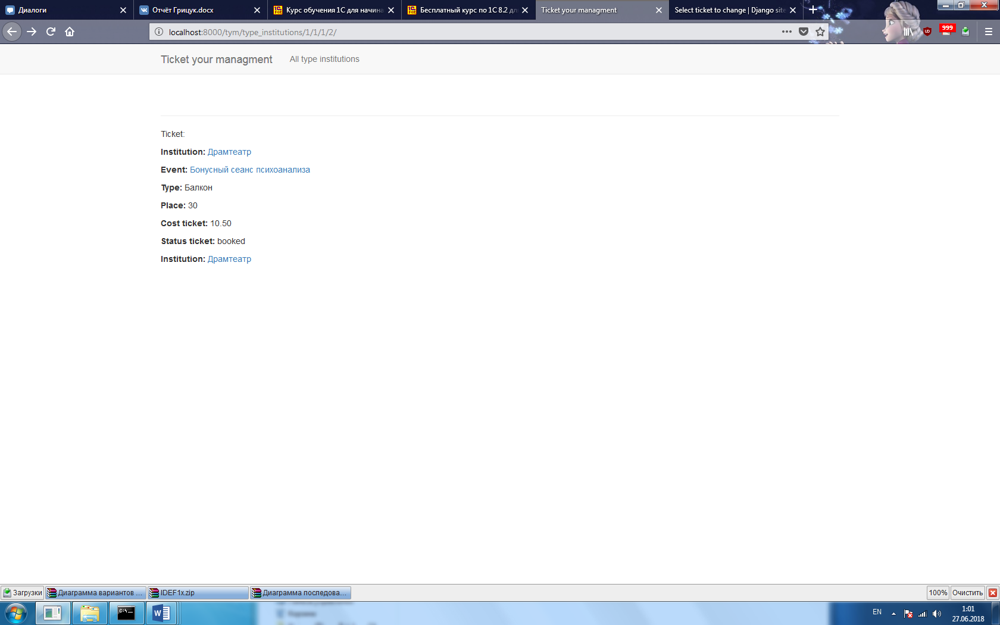 Диалоги
Отчёт Грицук.docx
Курс обучения 1С для начина
Бесплатный курс по 1С 8.2 дл
Ticket your managment
Select ticket to change | Django site
localhost:8000/tym/type_institutions/1/1/1/2/
999
Ticket your managment
All type institutions
Ticket:
Institution: Драмтеатр
Event: Бонусный сеанс психоанализа
Type: Балкон
Place: 30
Cost ticket: 10.50
Status ticket: booked
Institution: Драмтеатр
Загрузки
Диаграмма вариантов ...
IDEF1x.zip
Диаграмма последова...
100%
Очистить
EN
1:01
27.06.2018